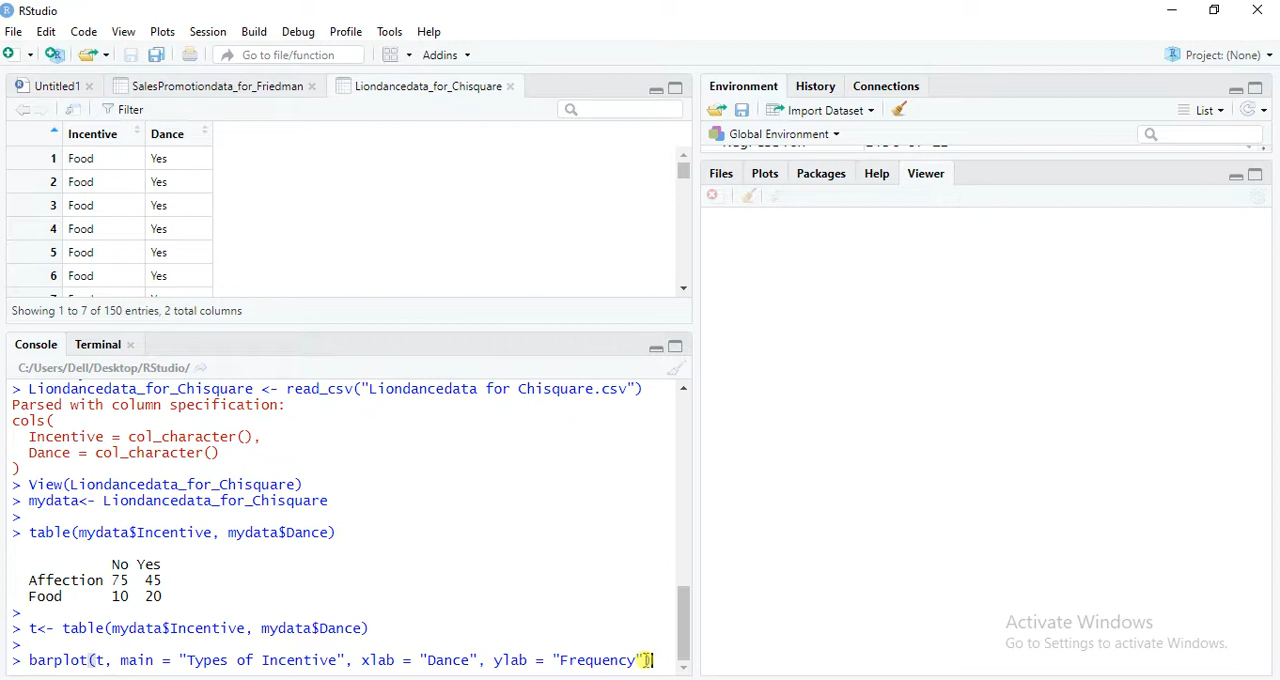 RStudio
File Edit Code View Plots Session Build Debug Profile Tools Help
Go to file/function Addins Project: (None)
Untitled1 SalesPromotiondata_for_Friedman Liondancedata_for_Chisquare
Filter
Incentive Dance
1 Food Yes
2 Food Yes
3 Food Yes
4 Food Yes
5 Food Yes
6 Food Yes
Showing 1 to 7 of 150 entries, 2 total columns
Console Terminal
C:/Users/Dell/Desktop/RStudio/
> Liondancedata_for_Chisquare <- read_csv("Liondancedata for Chisquare.csv")
Parsed with column specification:
cols(
Incentive = col_character(),
Dance = col_character()
)
> View(Liondancedata_for_Chisquare)
> mydata<- Liondancedata_for_Chisquare
>
> table(mydata$Incentive, mydata$Dance)
No Yes
Affection 75 45
Food 10 20
>
> t<- table(mydata$Incentive, mydata$Dance)
>
> barplot(t, main = "Types of Incentive", xlab = "Dance", ylab = "Frequency")
Environment History Connections
Import Dataset List
Global Environment
Files Plots Packages Help Viewer
Activate Windows
Go to Settings to activate Windows.